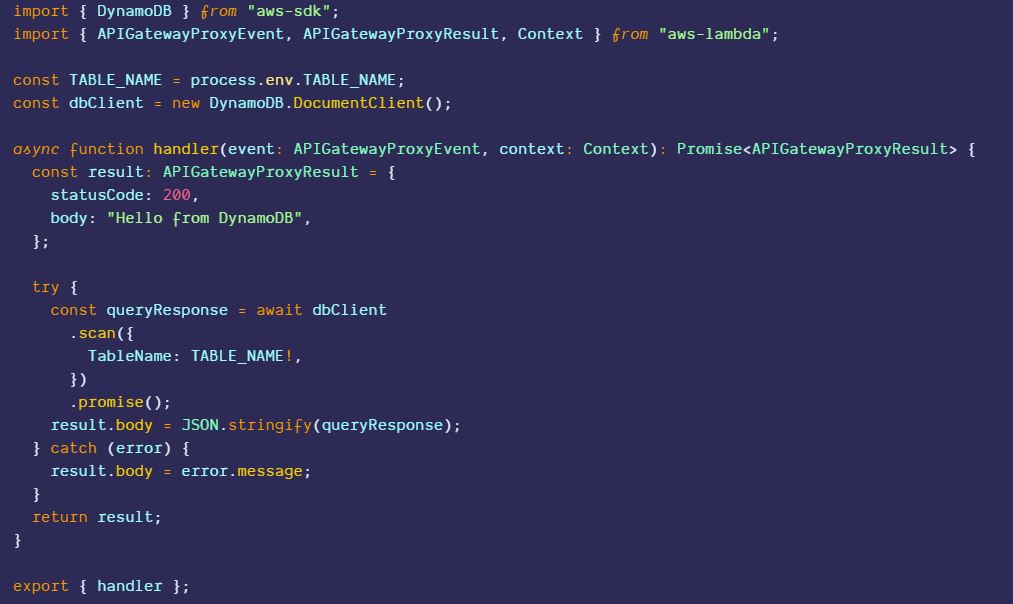 import { DynamoDB } from "aws-sdk";
import { APIGatewayProxyEvent, APIGatewayProxyResult, Context } from "aws-lambda";

const TABLE_NAME = process.env.TABLE_NAME;
const dbClient = new DynamoDB.DocumentClient();

async function handler(event: APIGatewayProxyEvent, context: Context): Promise<APIGatewayProxyResult> {
  const result: APIGatewayProxyResult = {
    statusCode: 200,
    body: "Hello from DynamoDB",
  };

  try {
    const queryResponse = await dbClient
      .scan({
        TableName: TABLE_NAME!,
      })
      .promise();
    result.body = JSON.stringify(queryResponse);
  } catch (error) {
    result.body = error.message;
  }
  return result;
}

export { handler };